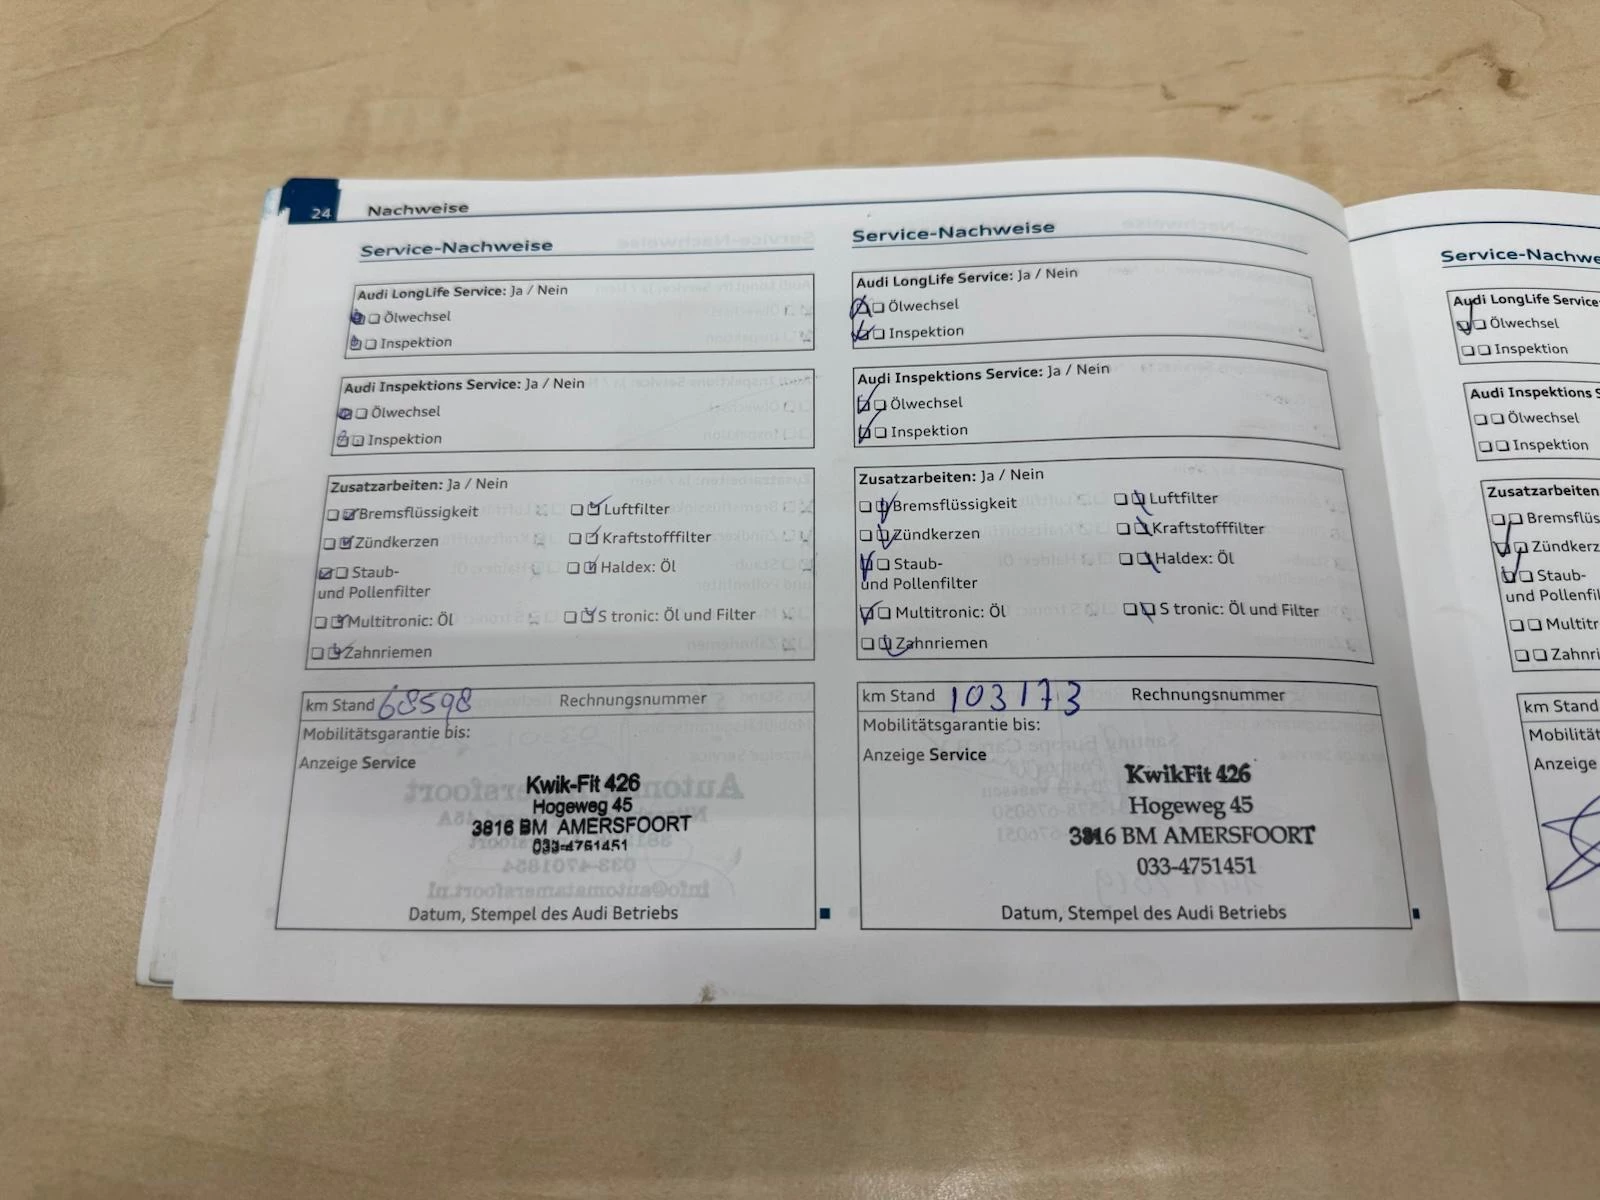 24 Nachweise
Service-Nachweise
Audi LongLife Service: Ja / Nein
Ölwechsel
Inspektion
Audi Inspektions Service: Ja / Nein
Ölwechsel
Inspektion
Zusatzarbeiten: Ja / Nein
Bremsflüssigkeit Luftfilter
Zündkerzen Kraftstofffilter
Staub- Haldex: Öl
und Pollenfilter
Multitronic: Öl S tronic: Öl und Filter
Zahnriemen
km Stand 68598 Rechnungsnummer
Mobilitätsgarantie bis:
Anzeige Service
Kwik-Fit 426
Hogeweg 45
3816 BM AMERSFOORT
033-4751451
Datum, Stempel des Audi Betriebs
Service-Nachweise
Audi LongLife Service: Ja / Nein
Ölwechsel
Inspektion
Audi Inspektions Service: Ja / Nein
Ölwechsel
Inspektion
Zusatzarbeiten: Ja / Nein
Bremsflüssigkeit Luftfilter
Zündkerzen Kraftstofffilter
Staub- Haldex: Öl
und Pollenfilter
Multitronic: Öl S tronic: Öl und Filter
Zahnriemen
km Stand 103173 Rechnungsnummer
Mobilitätsgarantie bis:
Anzeige Service
KwikFit 426
Hogeweg 45
3816 BM AMERSFOORT
033-4751451
Datum, Stempel des Audi Betriebs
Service-Nachwe
Audi LongLife Service
Ölwechsel
Inspektion
Audi Inspektions S
Ölwechsel
Inspektion
Zusatzarbeiten
Bremsflüs
Zündkerz
Staub-
und Pollenfil
Multitr
Zahnri
km Stand
Mobilität
Anzeige